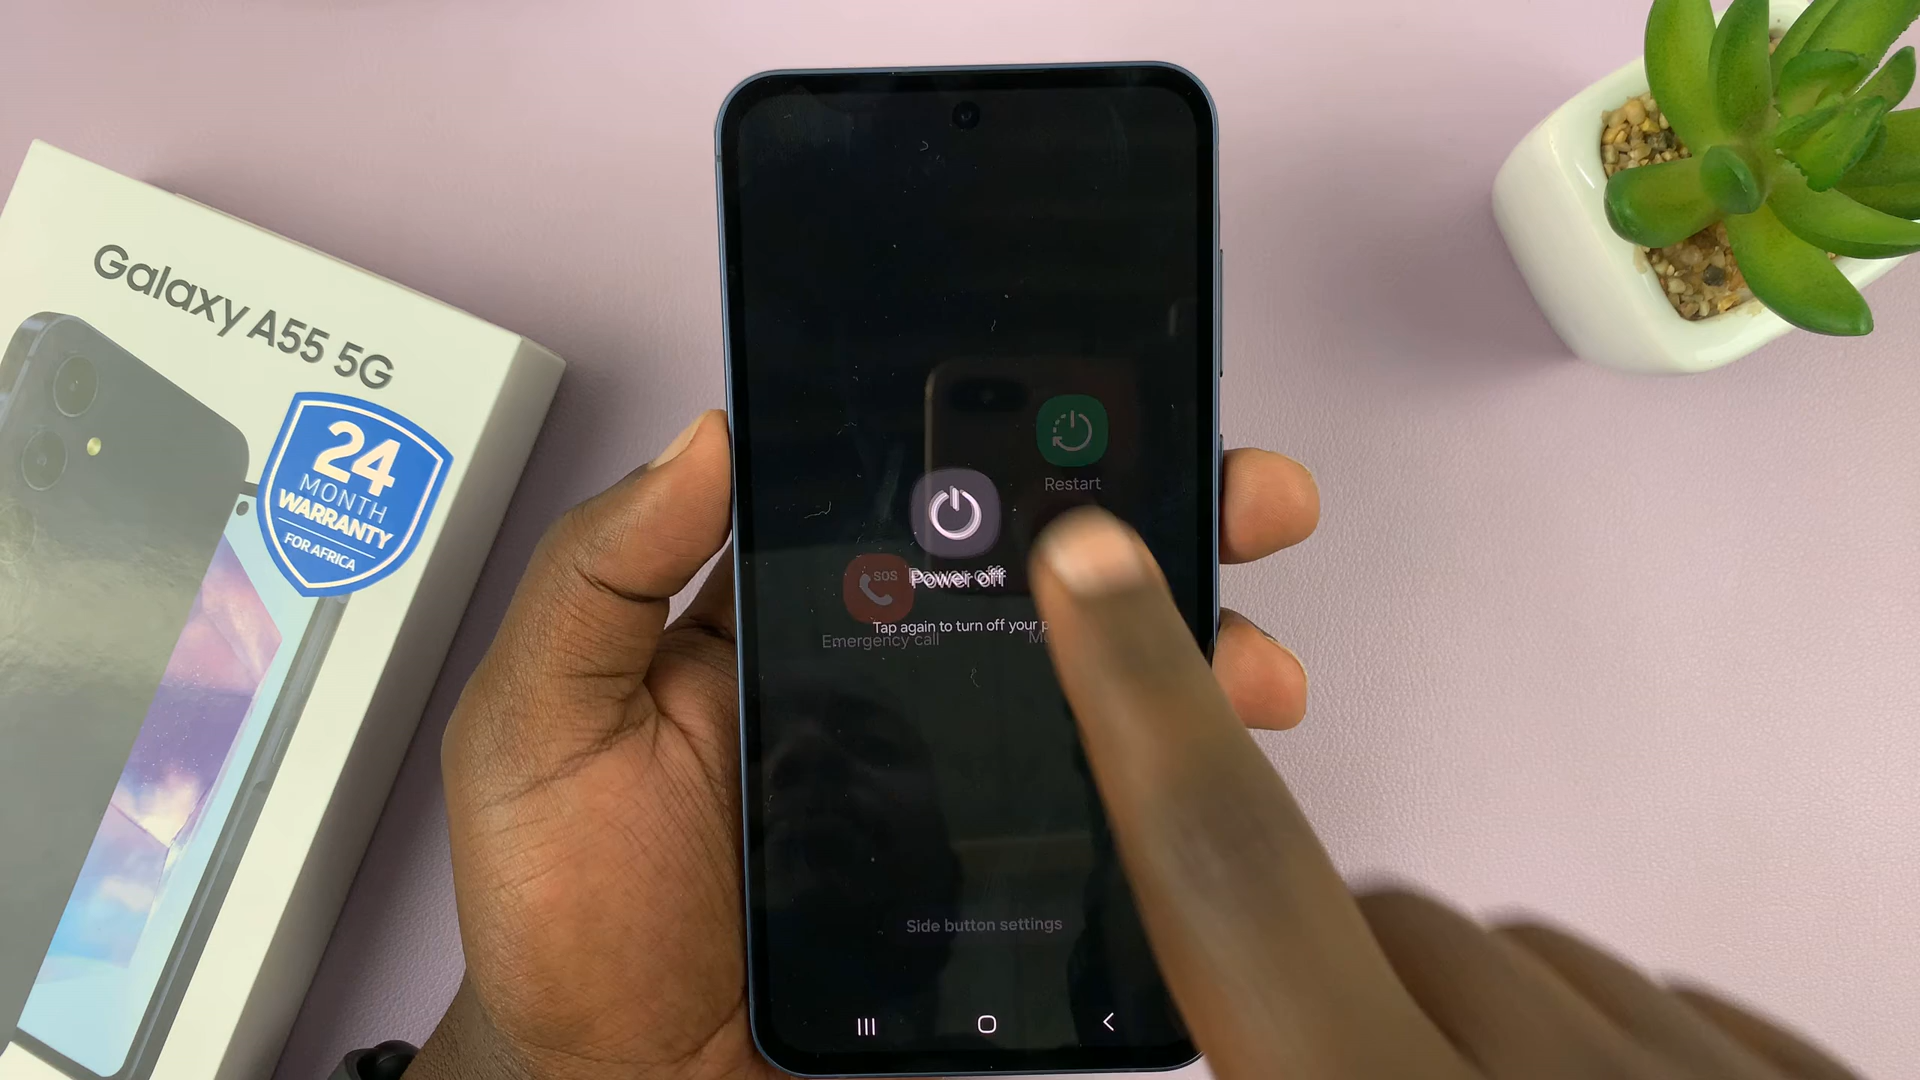 Galaxy A55 5G
24
MONTH
WARRANTY
FOR AFRICA
Restart
SOS
Power off
Tap again to turn off your
Emergency call
Side button settings